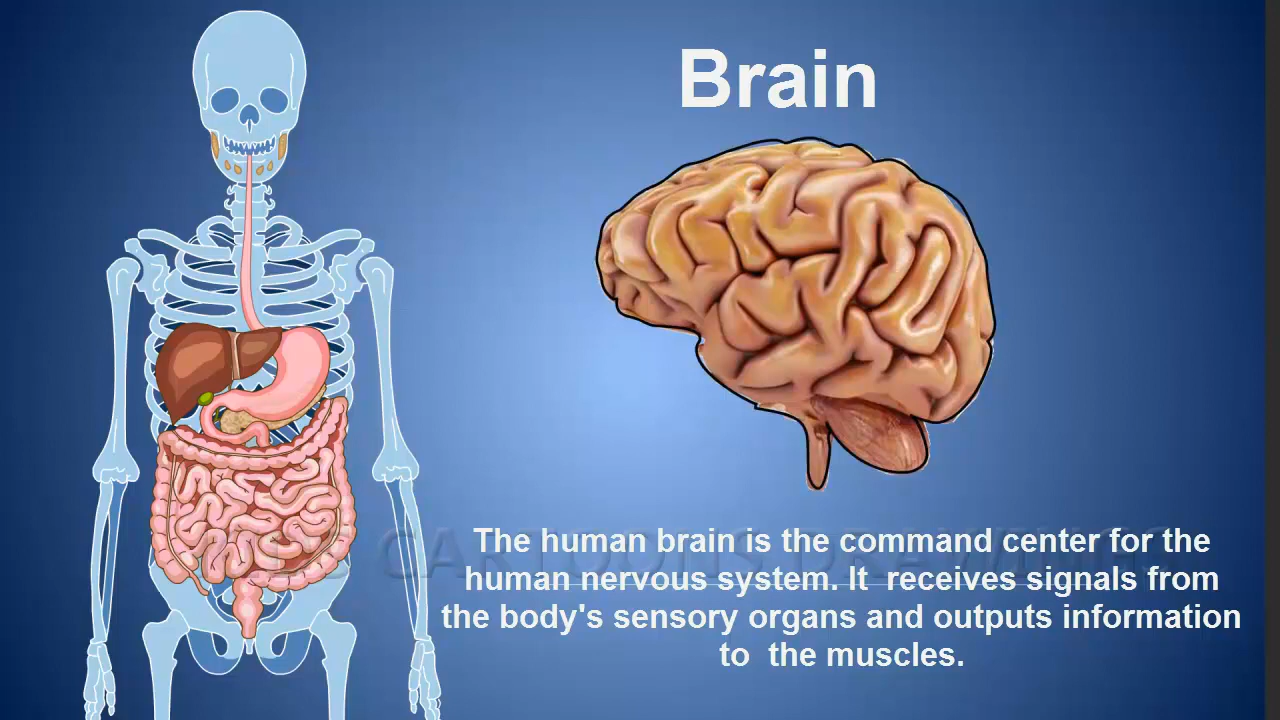 Brain
The human brain is the command center for the
human nervous system. It  receives signals from
the body's sensory organs and outputs information
to  the muscles.